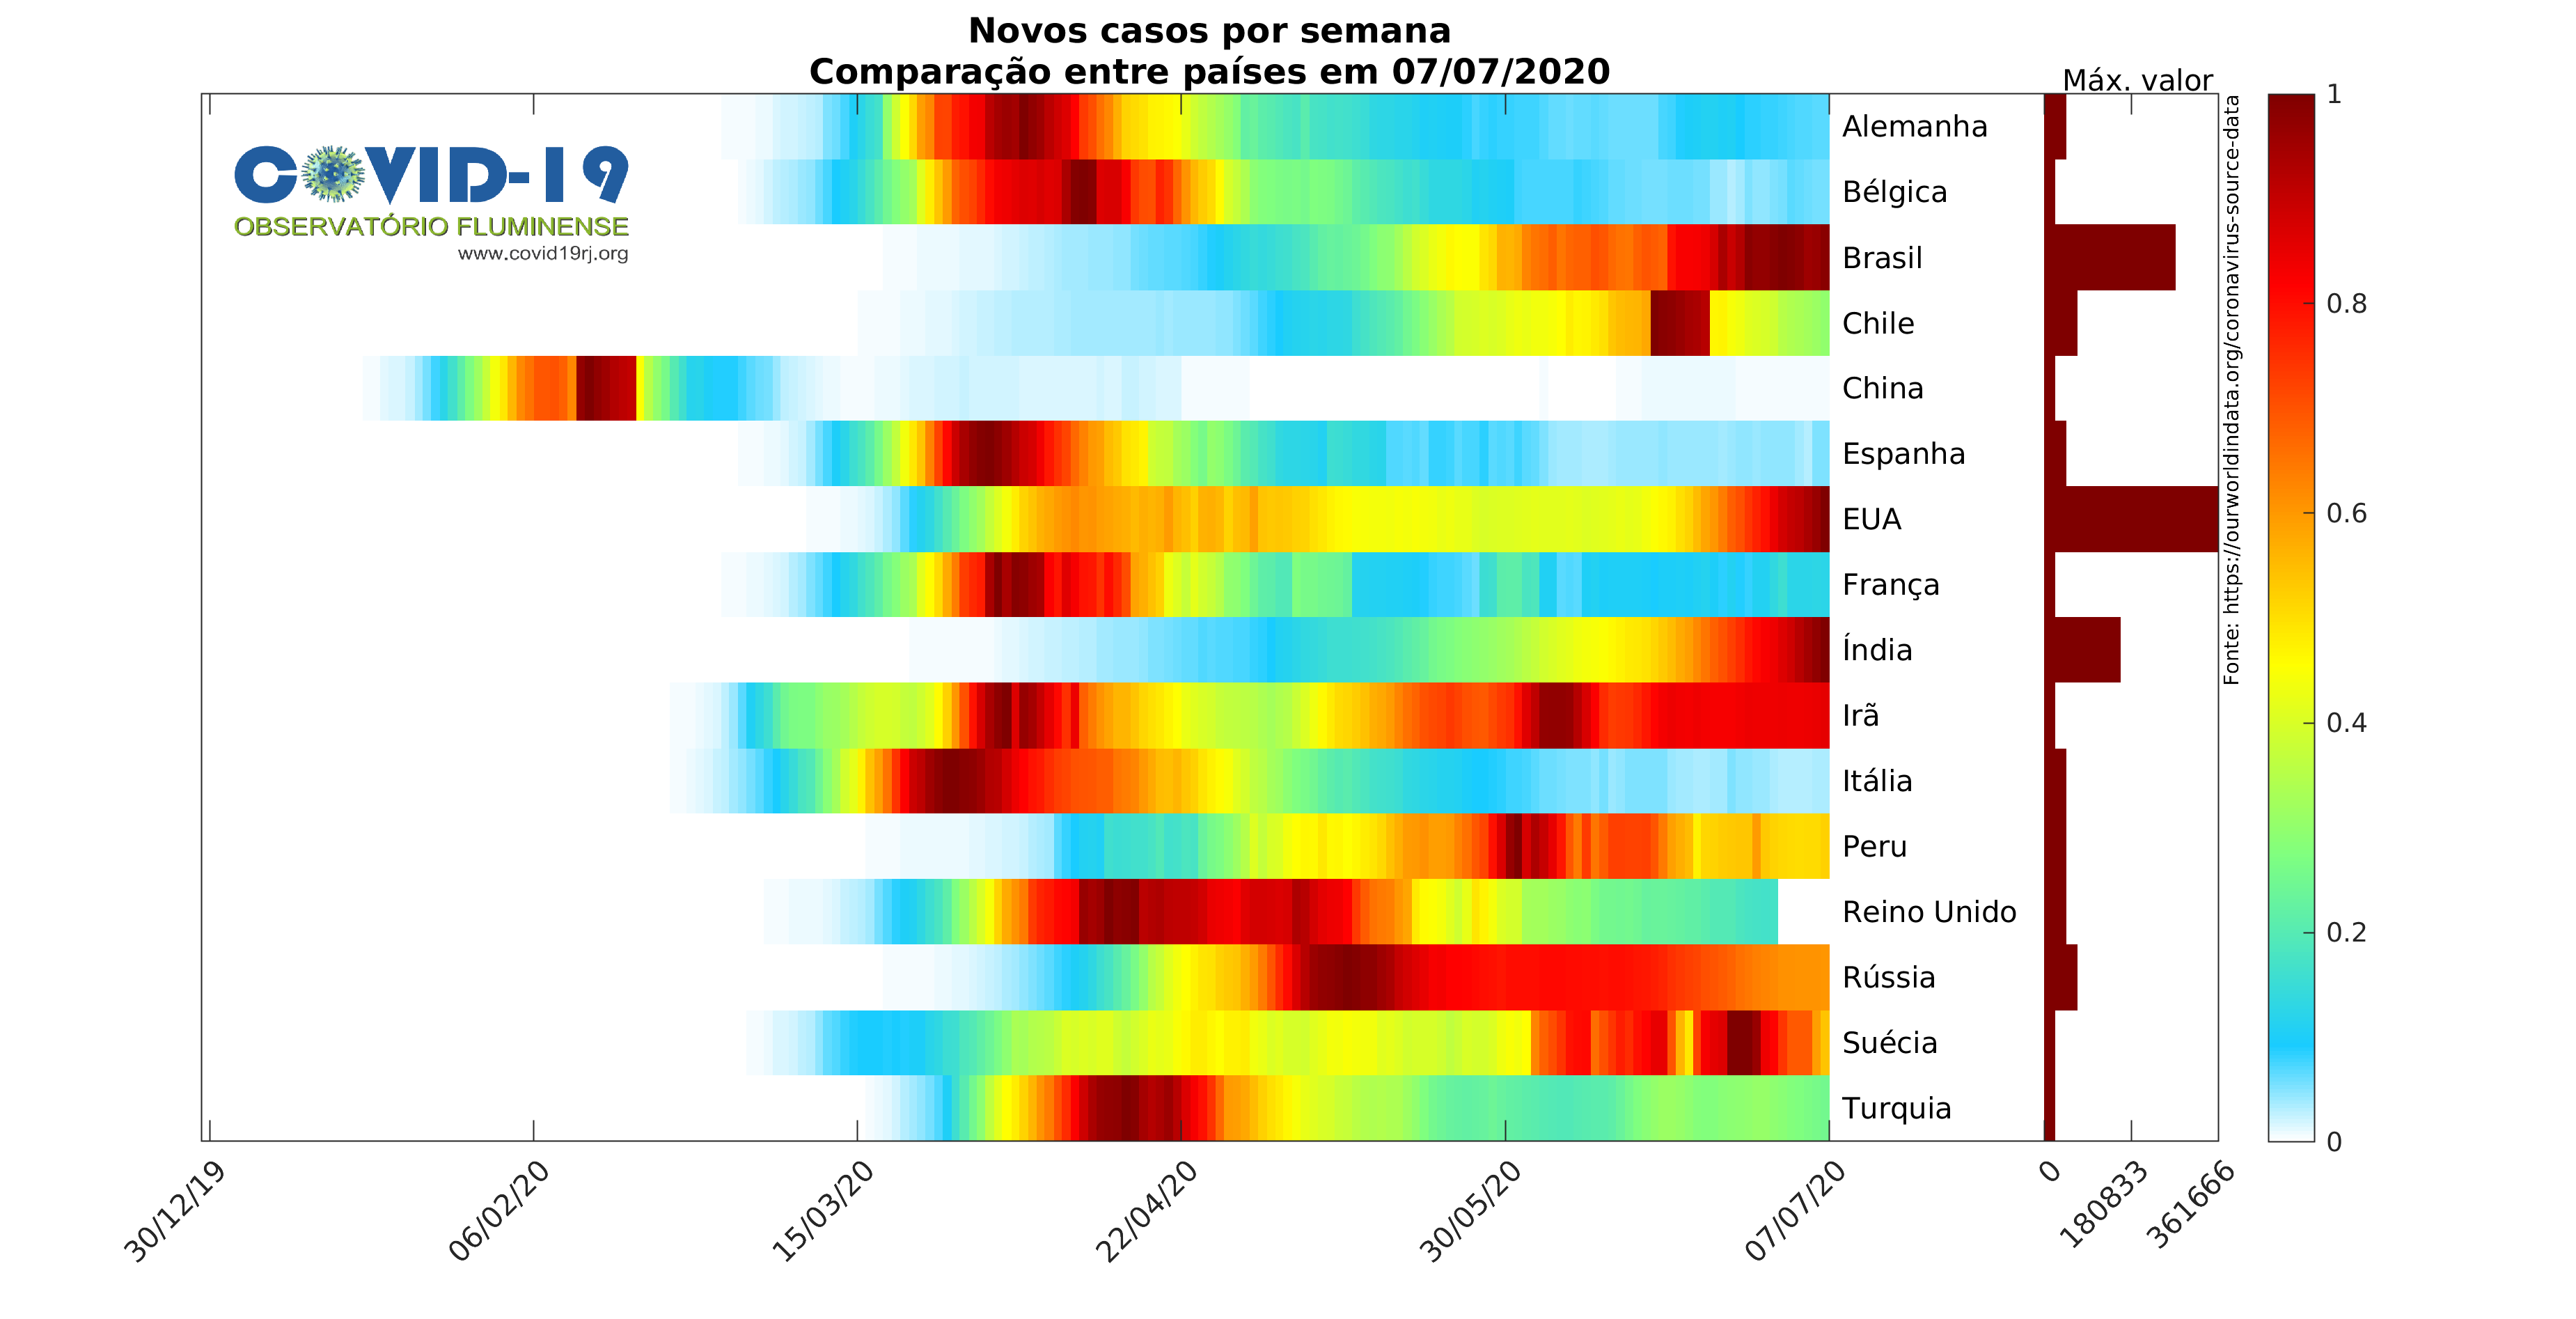 Novos casos por semana
Comparação entre países em 07/07/2020
Máx. valor
COVID-19
OBSERVATÓRIO FLUMINENSE
www.covid19rj.org
Alemanha
Bélgica
Brasil
Chile
China
Espanha
EUA
França
Índia
Irã
Itália
Peru
Reino Unido
Rússia
Suécia
Turquia
Fonte: https://ourworldindata.org/coronavirus-source-data
1
0.8
0.6
0.4
0.2
0
30/12/19
06/02/20
15/03/20
22/04/20
30/05/20
07/07/20
0
180833
361666